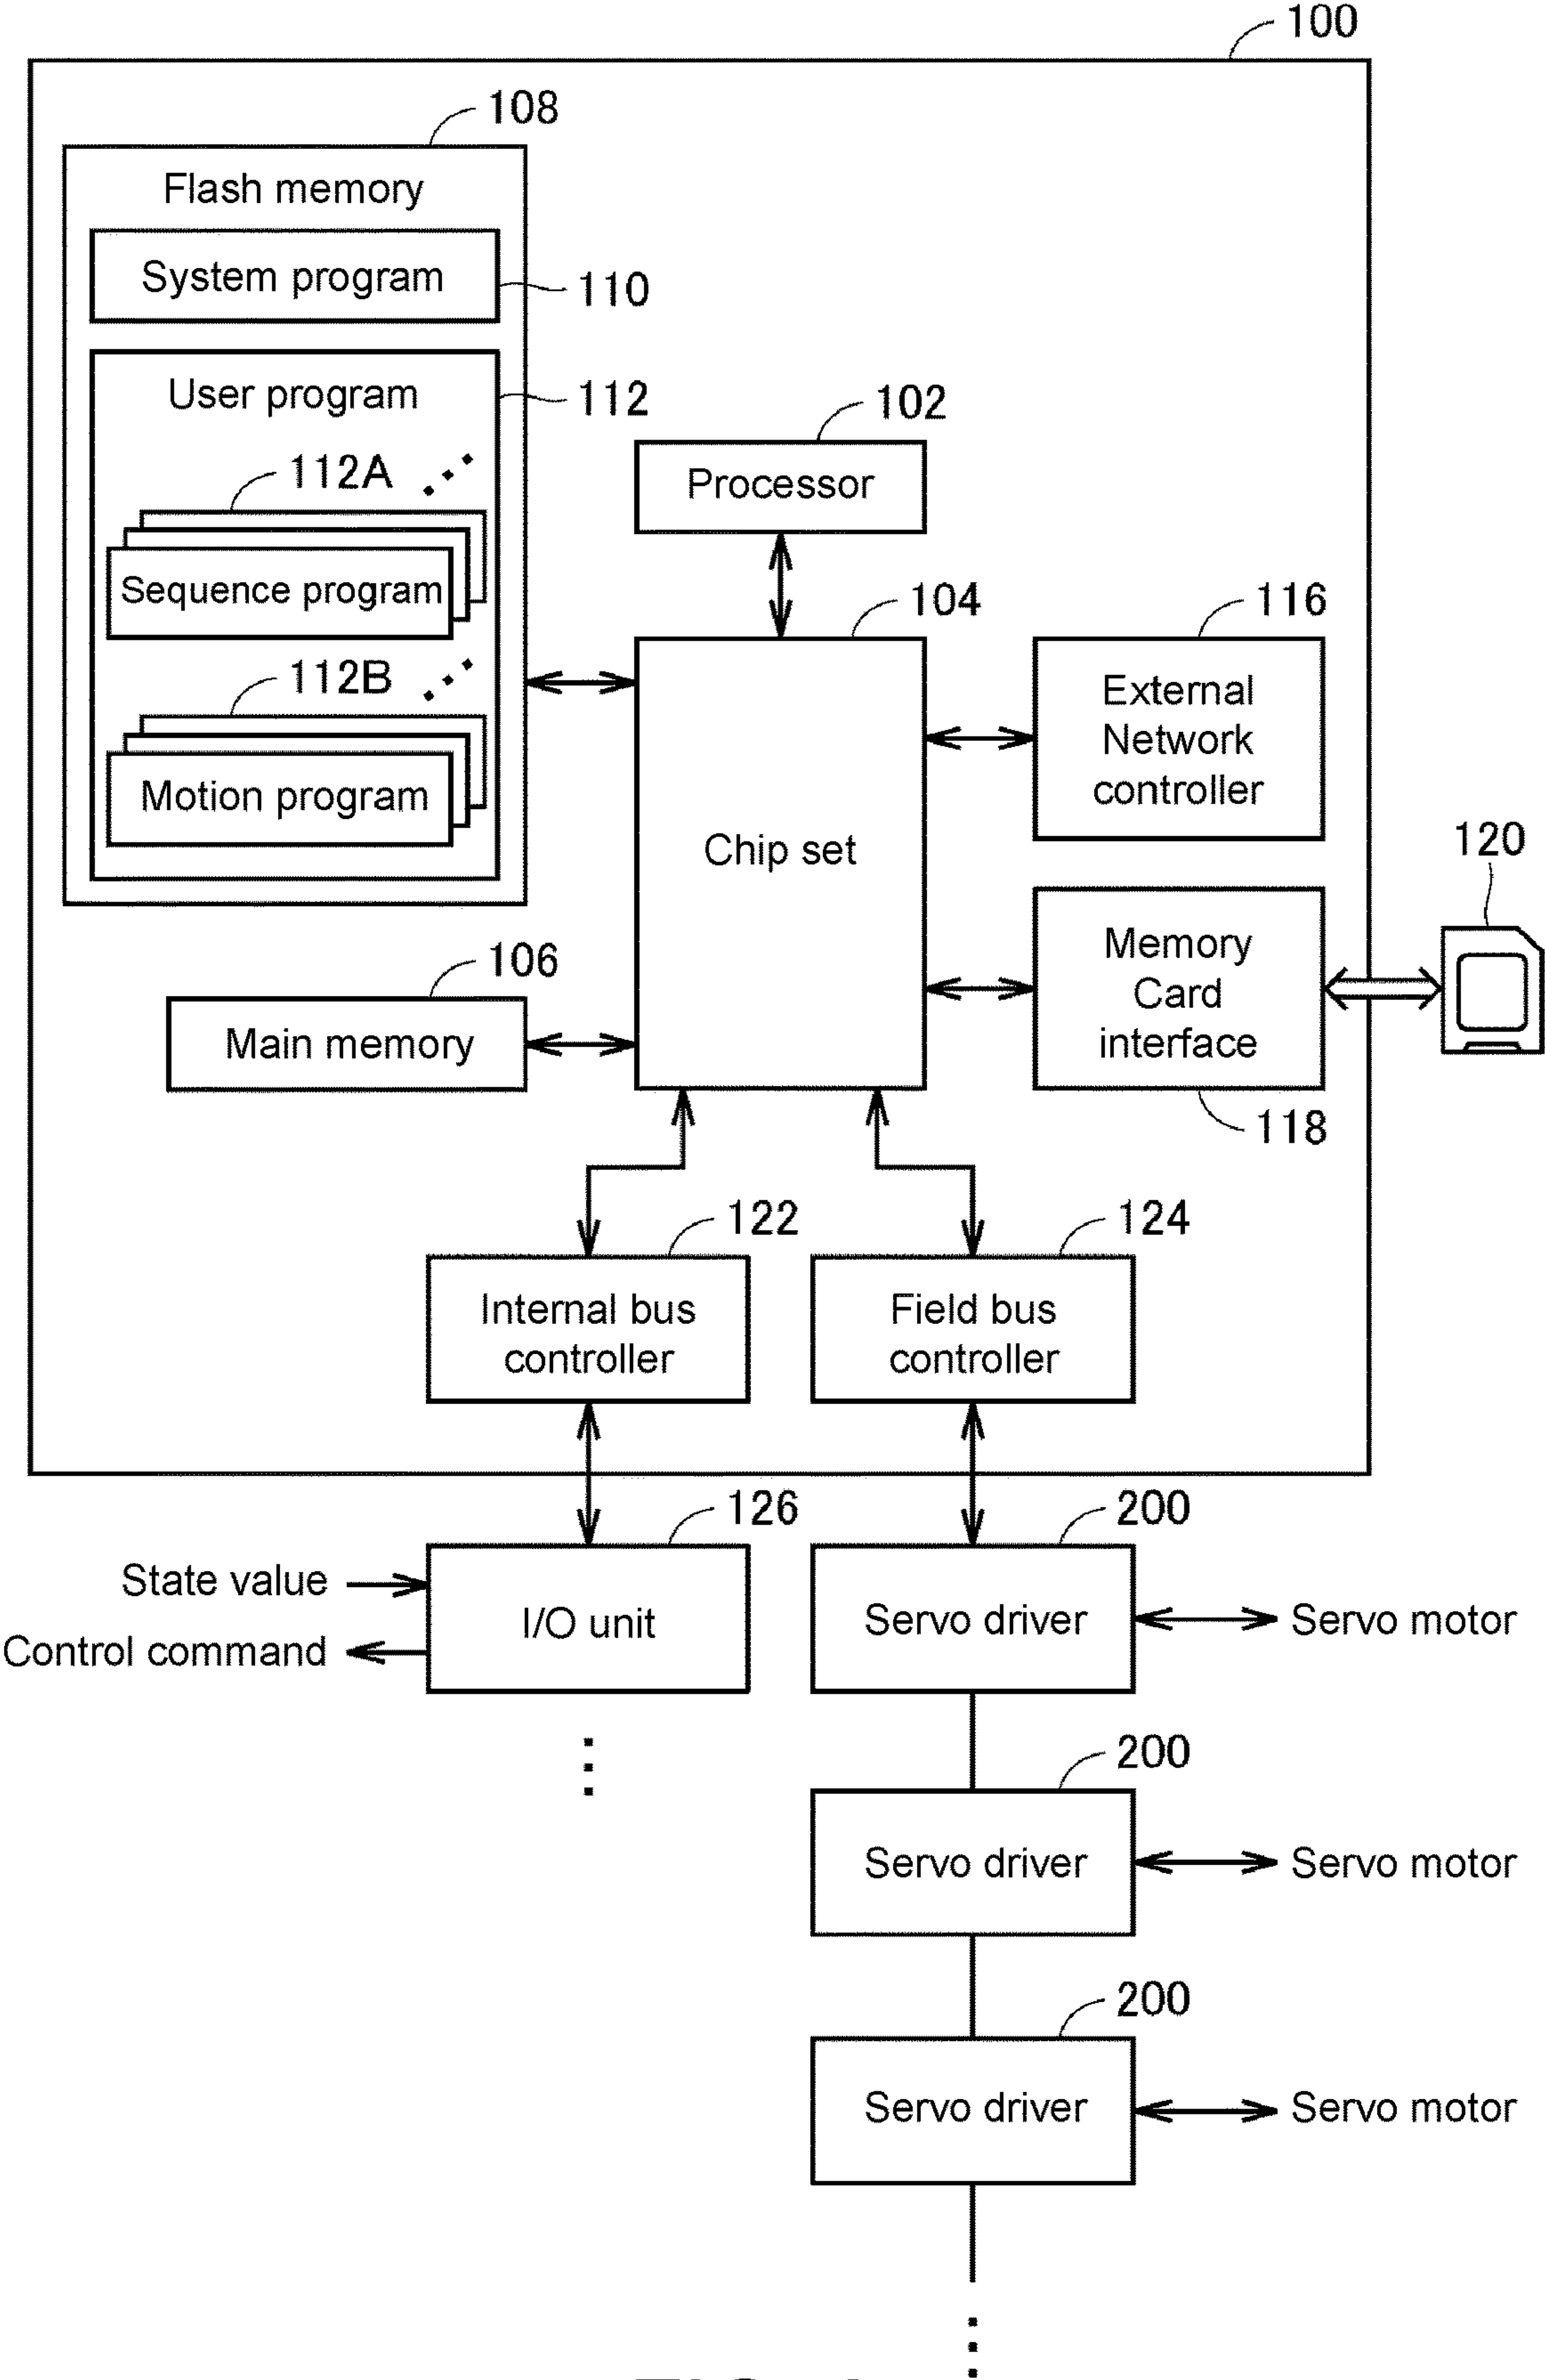 100
108
Flash memory
System program
110
User program
112
112A
Sequence program
112B
Motion program
102
Processor
104
Chip set
116
External
Network
controller
120
Memory
Card
interface
118
106
Main memory
122
Internal bus
controller
124
Field bus
controller
126
I/O unit
State value
Control command
200
Servo driver
Servo motor
200
Servo driver
Servo motor
200
Servo driver
Servo motor